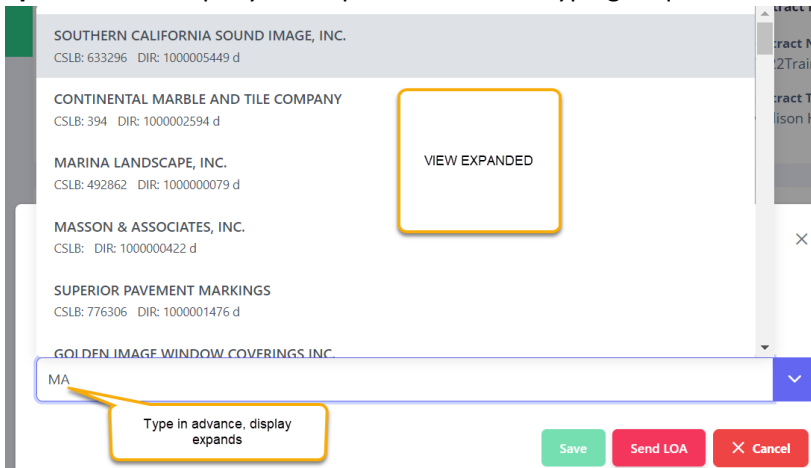 SOUTHERN CALIFORNIA SOUND IMAGE, INC.
CSLB: 633296 DIR: 1000005449 d
CONTINENTAL MARBLE AND TILE COMPANY
CSLB: 394 DIR: 1000002594 d
MARINA LANDSCAPE, INC.
CSLB: 492862 DIR: 1000000079 d
MASSON & ASSOCIATES, INC.
CSLB: DIR: 1000000422 d
SUPERIOR PAVEMENT MARKINGS
CSLB: 776306 DIR: 1000001476 d
GOLDEN IMAGE WINDOW COVERINGS INC.
VIEW EXPANDED
MA
Type in advance, display
expands
Save Send LOA Cancel